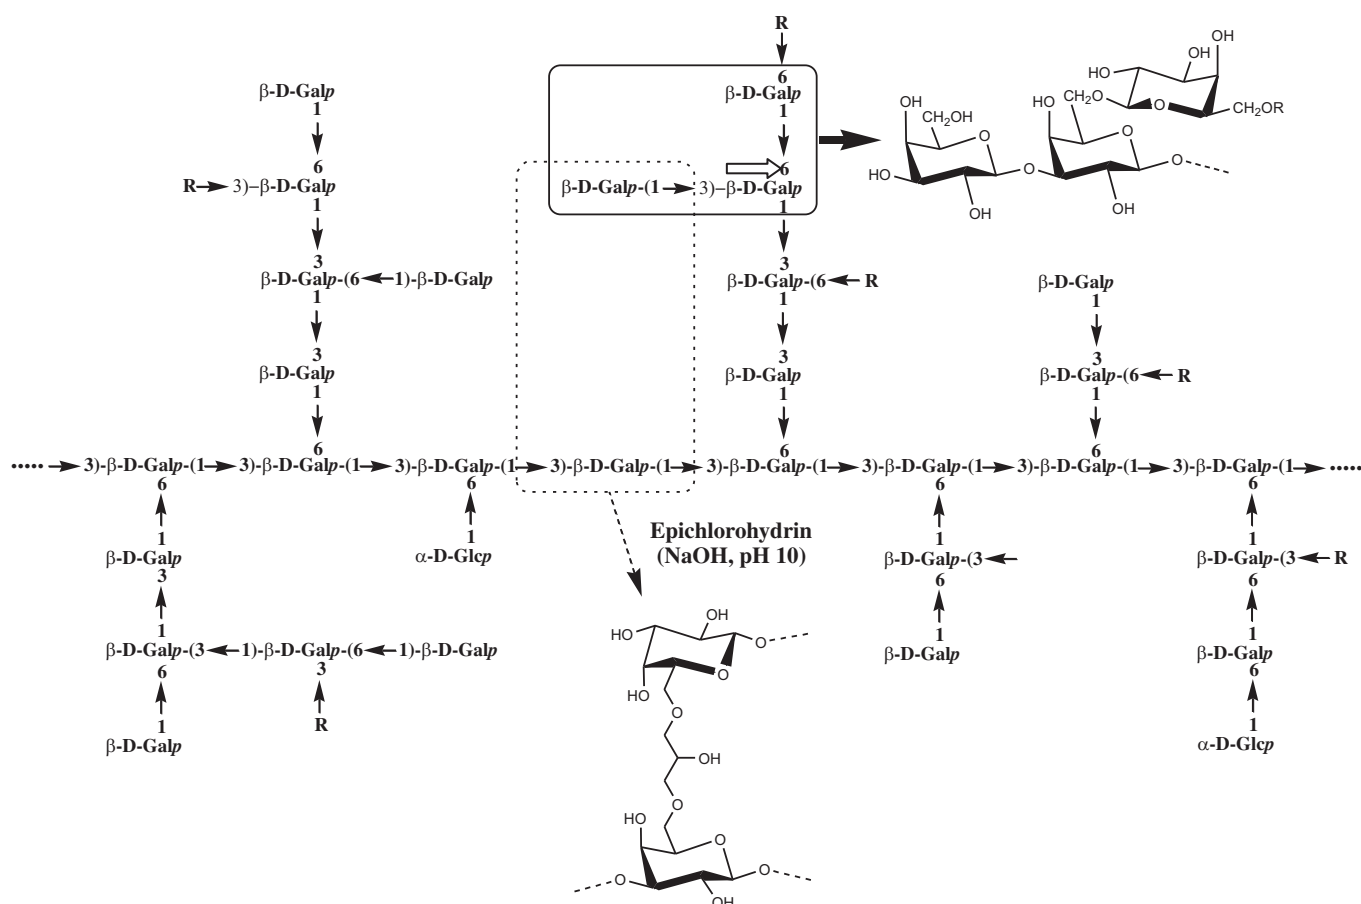 R
6
β-D-Galp
1
6
β-D-Galp-(1 3)–β-D-Galp
1
3
β-D-Galp-(6 R
1
3
β-D-Galp
1
β-D-Galp
1
6
R 3)–β-D-Galp
1
3
β-D-Galp-(6 1)-β-D-Galp
1
3
β-D-Galp
1
OH
OH
HO
O
CH2O
O
CH2OR
OH
CH2OH
O
HO
HO
OH
O
HO
O
OH
O
β-D-Galp
1
3
β-D-Galp-(6 R
1
6 6 6
····· 3)-β-D-Galp-(1 3)-β-D-Galp-(1 3)-β-D-Galp-(1 3)-β-D-Galp-(1 3)-β-D-Galp-(1 3)-β-D-Galp-(1 3)-β-D-Galp-(1 3)-β-D-Galp-(1 ·····
6 6 6 6
1
β-D-Galp
3
1
β-D-Galp-(3 1)-β-D-Galp-(6 1)-β-D-Galp
6 3
1 R
β-D-Galp
1
α-D-Glcp
Epichlorohydrin
(NaOH, pH 10)
1
β-D-Galp-(3
6
1
β-D-Galp
1
β-D-Galp-(3 R
6
1
β-D-Galp
6
1
α-D-Glcp
OH
HO
O
O
HO
O
OH
O
HO
O
O
O
OH